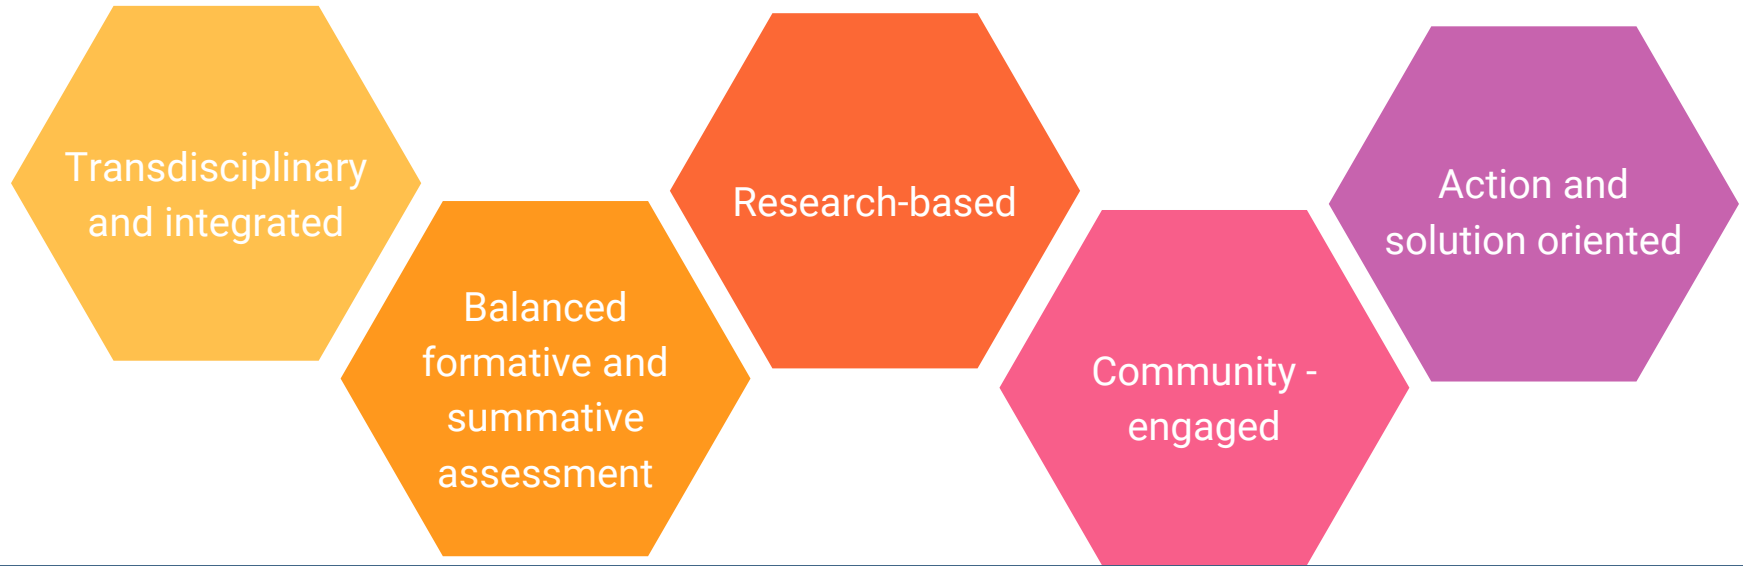 Transdisciplinary
and integrated
Balanced
formative and
summative
assessment
Research-based
Community -
engaged
Action and
solution oriented